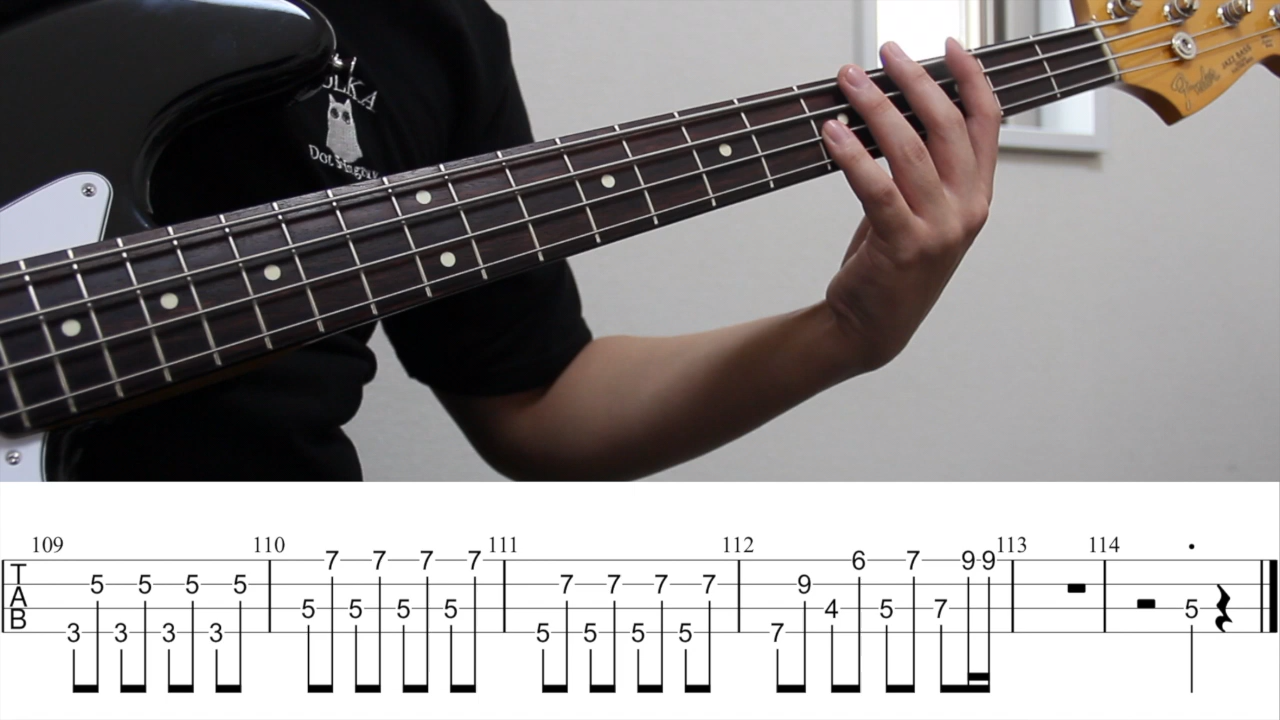 OLKA
Dot Singer
Fender
JAZZ BASS
109 110 111 112 113 114
7 7 7 7 6 7 9 9
T 5 5 5 5 7 7 7 7 9
A 5 5 5 5 4 5 7 5
B 3 3 3 3 5 5 5 5 7